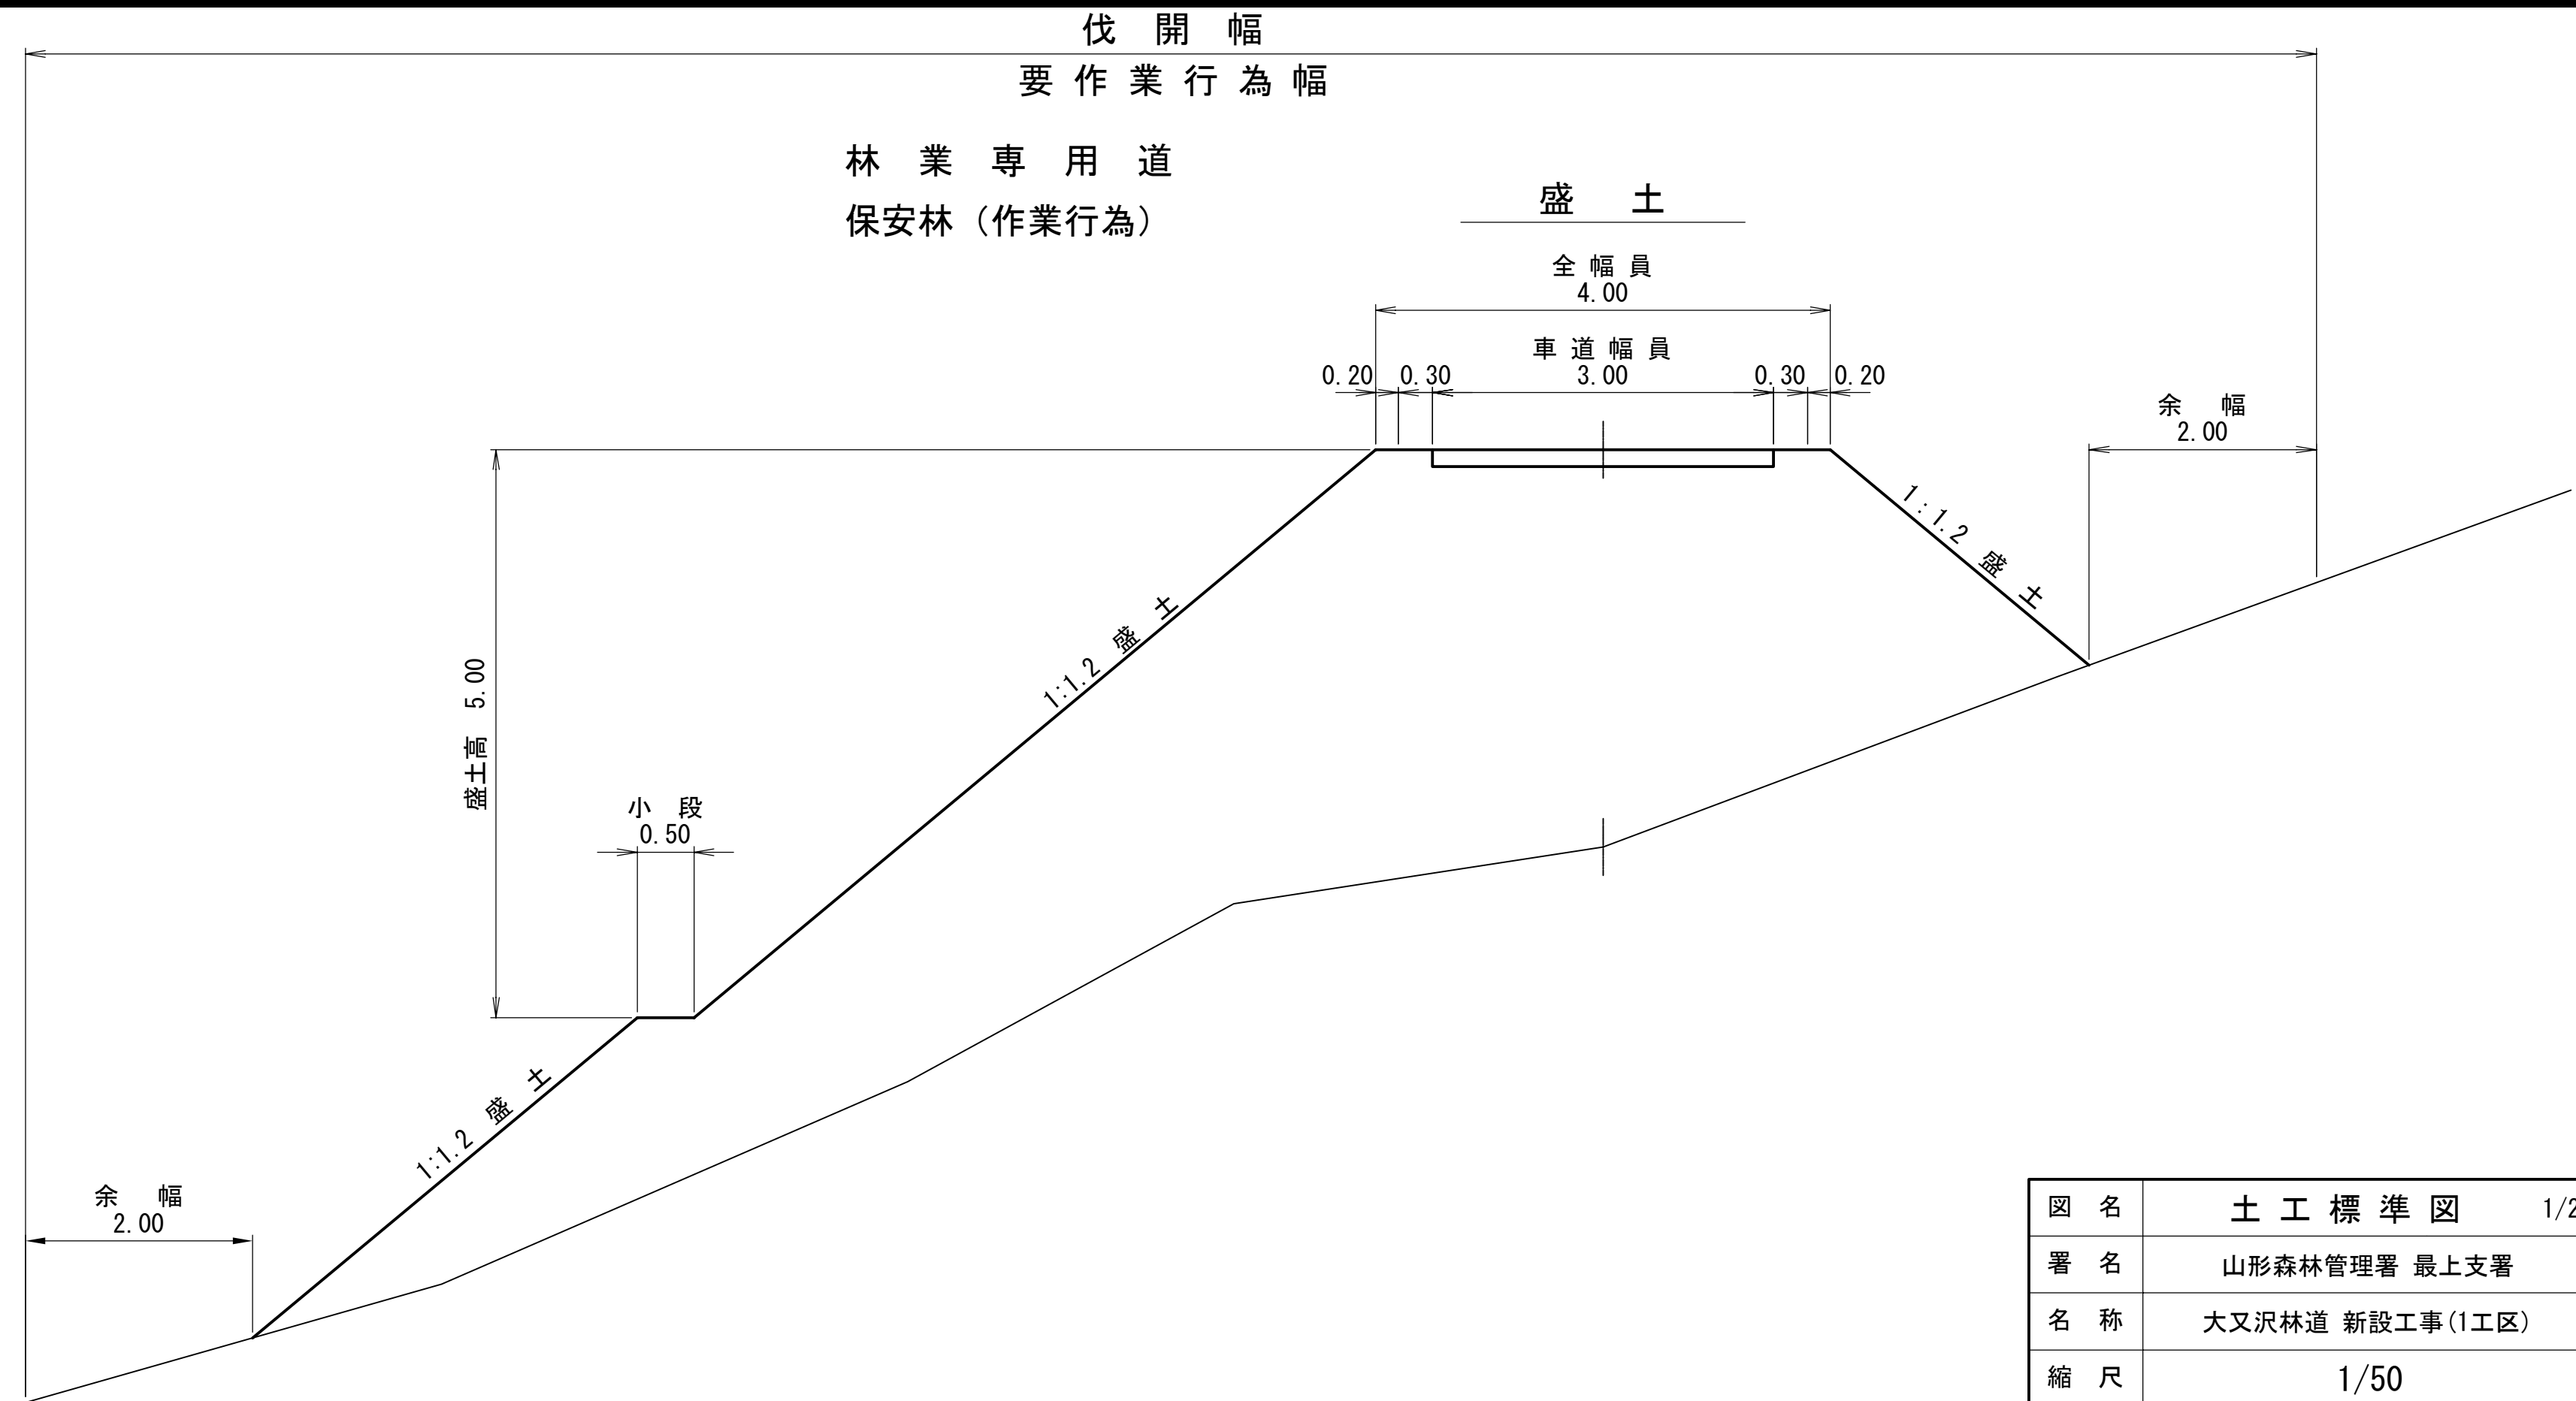 伐開幅
要作業行為幅
林業専用道
保安林（作業行為）
盛土
全幅員
4.00
車道幅員
0.20 0.30 3.00 0.30 0.20
余幅
2.00
1:1.2 盛土
1:1.2 盛土
盛土高 5.00
小段
0.50
1:1.2 盛土
余幅
2.00
図名 土工標準図 1/2
署名 山形森林管理署 最上支署
名称 大又沢林道 新設工事(1工区)
縮尺 1/50